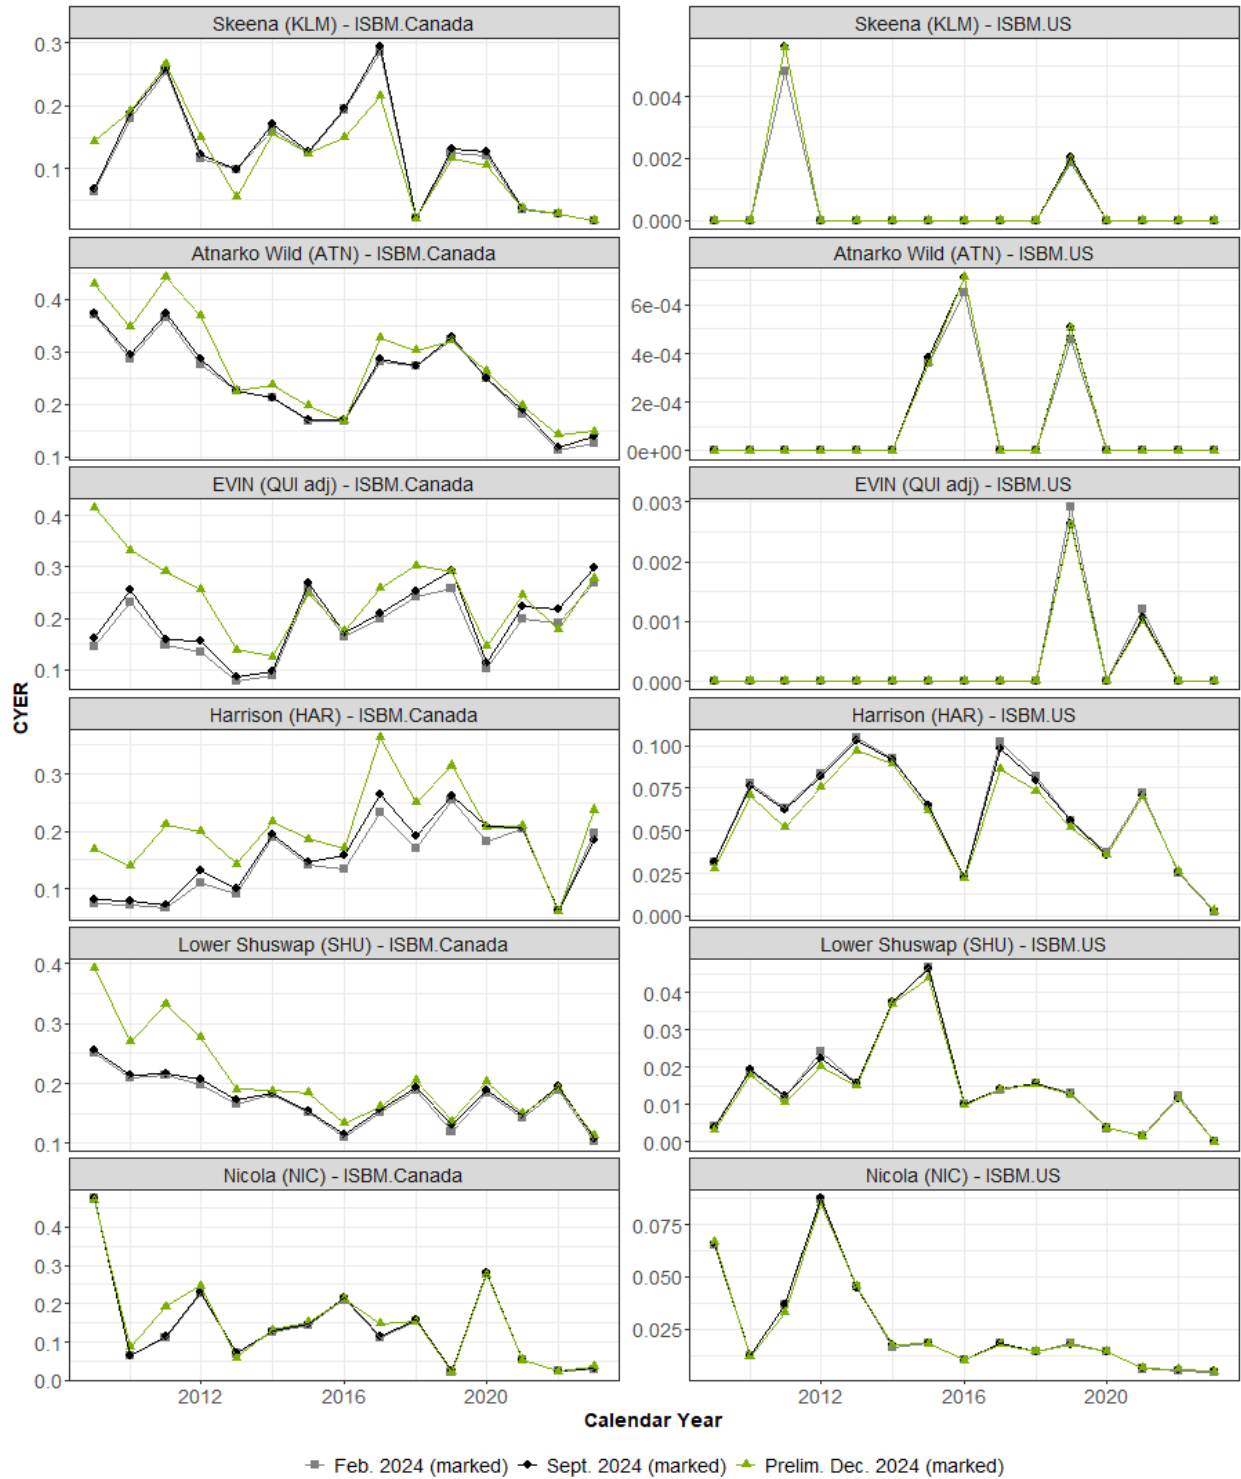 Skeena (KLM) - ISBM.Canada
Skeena (KLM) - ISBM.US
0.3
0.2
0.1
0.004
0.002
0.000
Atnarko Wild (ATN) - ISBM.Canada
Atnarko Wild (ATN) - ISBM.US
0.4
0.3
0.2
0.1
6e-04
4e-04
2e-04
0e+00
EVIN (QUI adj) - ISBM.Canada
EVIN (QUI adj) - ISBM.US
0.4
0.3
0.2
0.1
0.003
0.002
0.001
0.000
CYER
Harrison (HAR) - ISBM.Canada
Harrison (HAR) - ISBM.US
0.3
0.2
0.1
0.100
0.075
0.050
0.025
0.000
Lower Shuswap (SHU) - ISBM.Canada
Lower Shuswap (SHU) - ISBM.US
0.4
0.3
0.2
0.1
0.04
0.03
0.02
0.01
0.00
Nicola (NIC) - ISBM.Canada
Nicola (NIC) - ISBM.US
0.4
0.3
0.2
0.1
0.0
0.075
0.050
0.025
2012 2016 2020
2012 2016 2020
Calendar Year
Feb. 2024 (marked) Sept. 2024 (marked) Prelim. Dec. 2024 (marked)